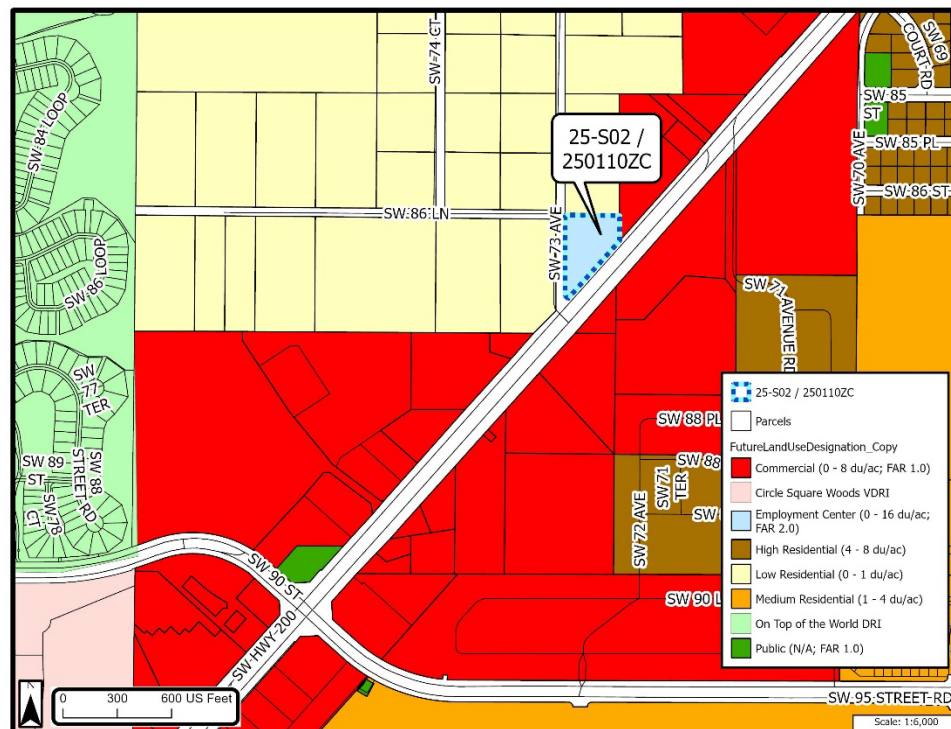 SW 74 CT
SW 69
COURT RD
SW 84 LOOP
SW 85
ST
SW 70 AVE
SW 85 PL
25-S02 /
250110ZC
SW 86 ST
SW 86 LN
SW 73 AVE
SW 86 LOOP
SW 71 AVENUE RD
SW
77
TER
SW 88
STREET RD
SW 89
ST
SW 78
CT
SW 88 PL
SW 88
SW 71
TER
SW 72 AVE
SW 90 ST
SW 90 L
SW HWY 200
SW 95 STREET RD
25-S02 / 250110ZC
Parcels
FutureLandUseDesignation_Copy
Commercial (0 - 8 du/ac; FAR 1.0)
Circle Square Woods VDRI
Employment Center (0 - 16 du/ac;
FAR 2.0)
High Residential (4 - 8 du/ac)
Low Residential (0 - 1 du/ac)
Medium Residential (1 - 4 du/ac)
On Top of the World DRI
Public (N/A; FAR 1.0)
N
0 300 600 US Feet
Scale: 1:6,000